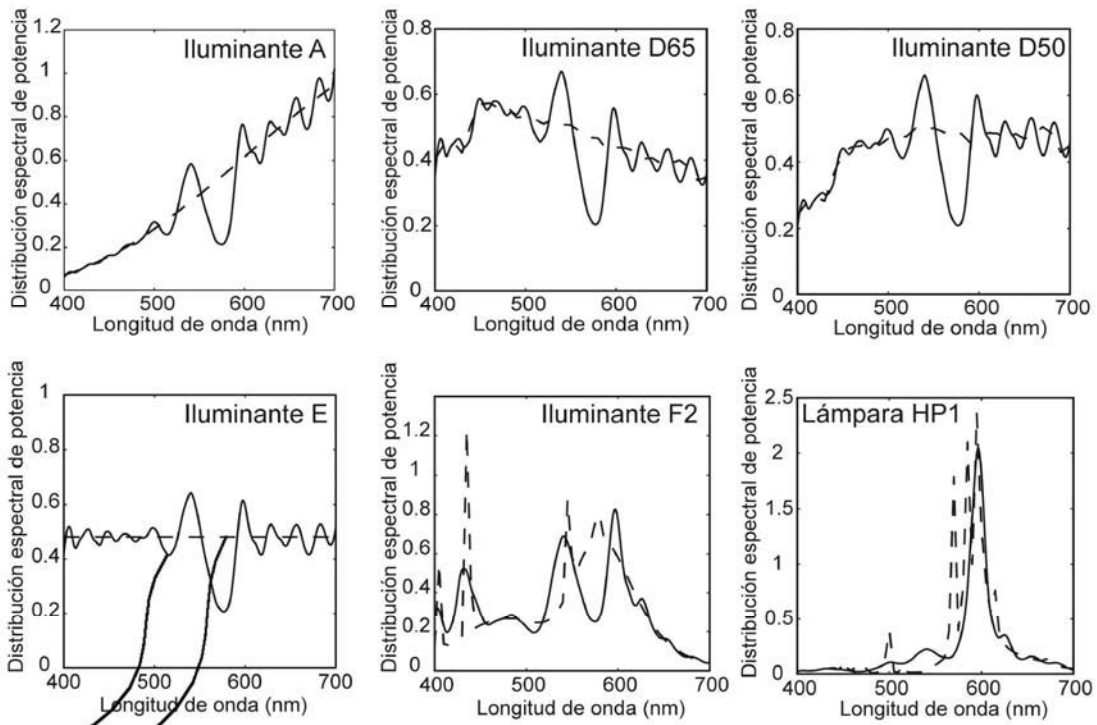 Iluminante A
Distribución espectral de potencia
1.2
1
0.8
0.6
0.4
0.2
0
400 500 600 700
Longitud de onda (nm)
Iluminante D65
Distribución espectral de potencia
0.8
0.6
0.4
0.2
0
400 500 600 700
Longitud de onda (nm)
Iluminante D50
Distribución espectral de potencia
0.8
0.6
0.4
0.2
0
400 500 600 700
Longitud de onda (nm)
Iluminante E
Distribución espectral de potencia
1
0.8
0.6
0.4
0.2
0
400 500 600 700
Longitud de onda (nm)
Iluminante F2
Distribución espectral de potencia
1.2
1
0.8
0.6
0.4
0.2
0
400 500 600 700
Longitud de onda (nm)
Lámpara HP1
Distribución espectral de potencia
2.5
2
1.5
1
0.5
0
400 500 600 700
Longitud de onda (nm)